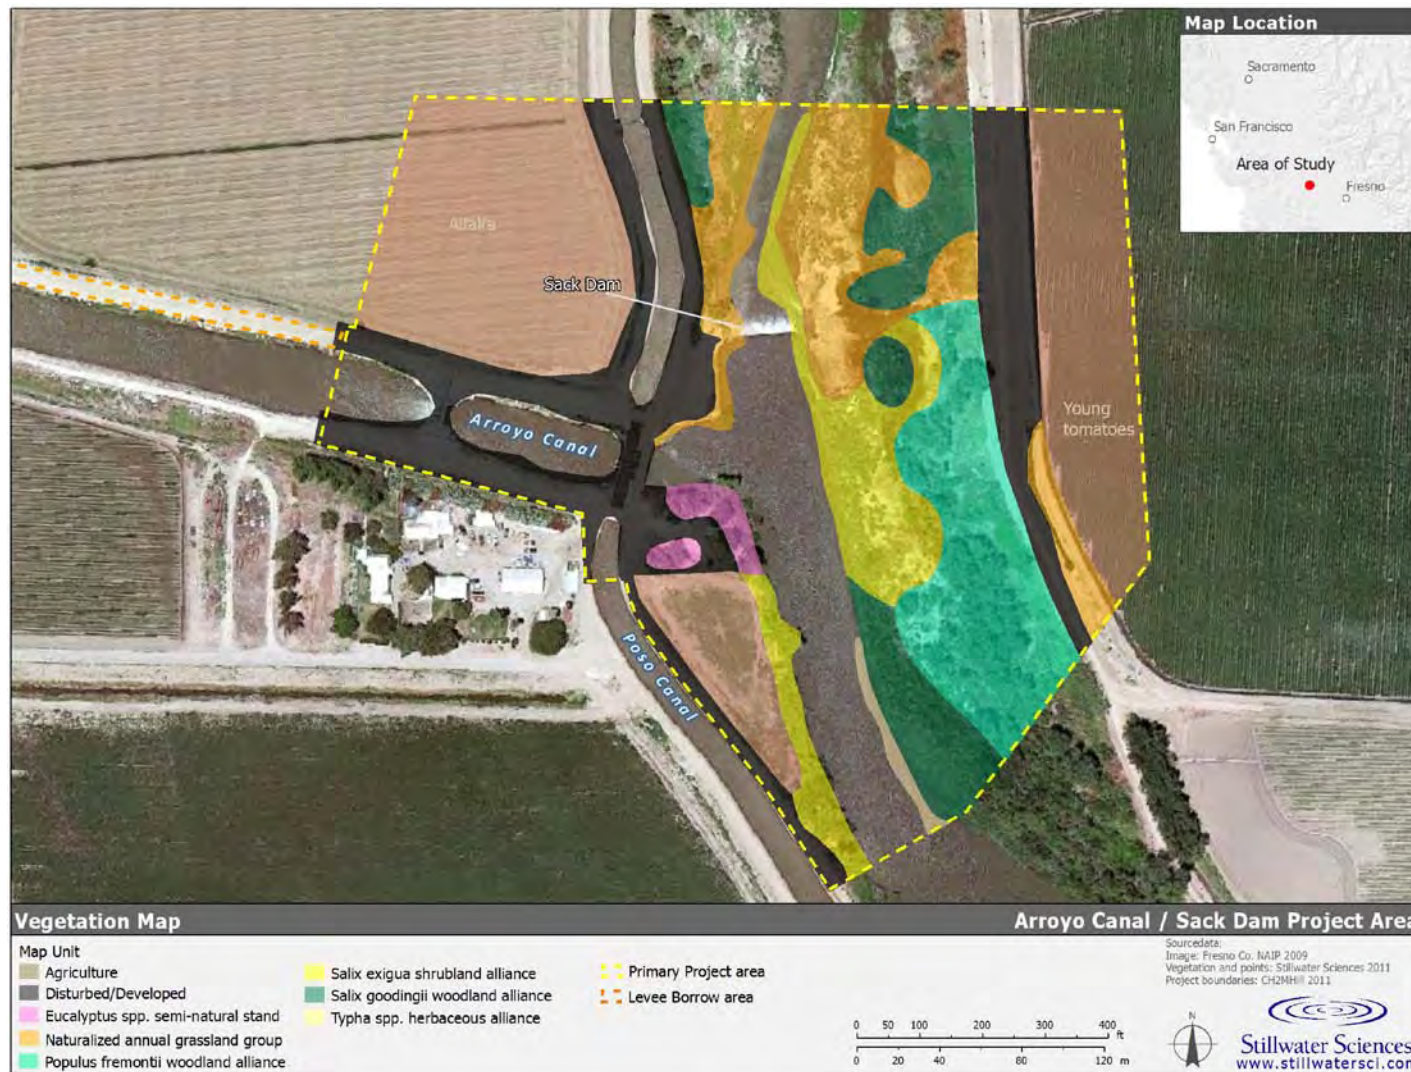 Map Location
Sacramento
San Francisco
Area of Study
Fresno
Alfalfa
Sack Dam
Arroyo Canal
Young
tomatoes
Poso Canal
Vegetation Map
Arroyo Canal / Sack Dam Project Area
Map Unit
Agriculture
Disturbed/Developed
Eucalyptus spp. semi-natural stand
Naturalized annual grassland group
Populus fremontii woodland alliance
Salix exigua shrubland alliance
Salix goodingii woodland alliance
Typha spp. herbaceous alliance
Primary Project area
Levee Borrow area
Sourcedata:
Image: Fresno Co. NAIP 2009
Vegetation and points: Stillwater Sciences 2011
Project boundaries: CH2MHill 2011
0 50 100 200 300 400
ft
0 20 40 80 120 m
N
Stillwater Sciences
www.stillwatersci.com